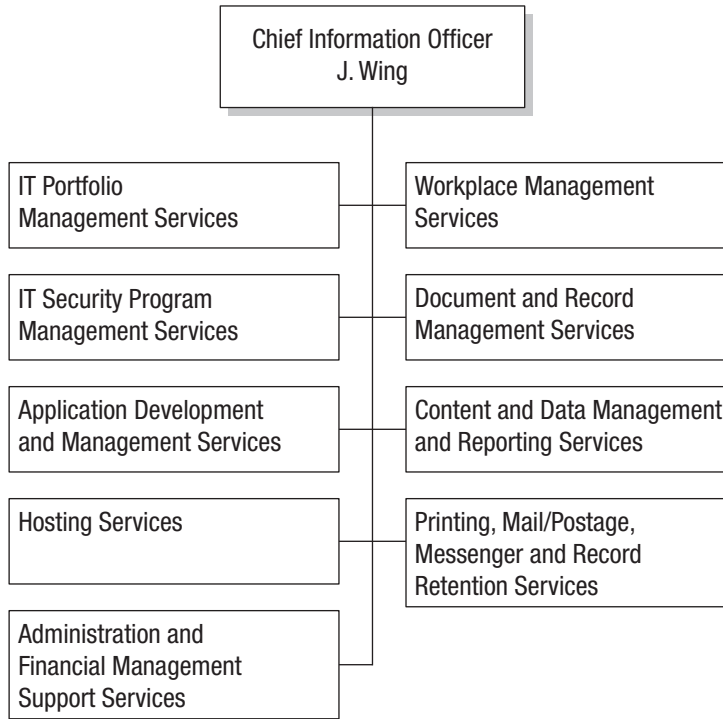 Chief Information Officer
J. Wing
IT Portfolio
Management Services
Workplace Management
Services
IT Security Program
Management Services
Document and Record
Management Services
Application Development
and Management Services
Content and Data Management
and Reporting Services
Hosting Services
Printing, Mail/Postage,
Messenger and Record
Retention Services
Administration and
Financial Management
Support Services